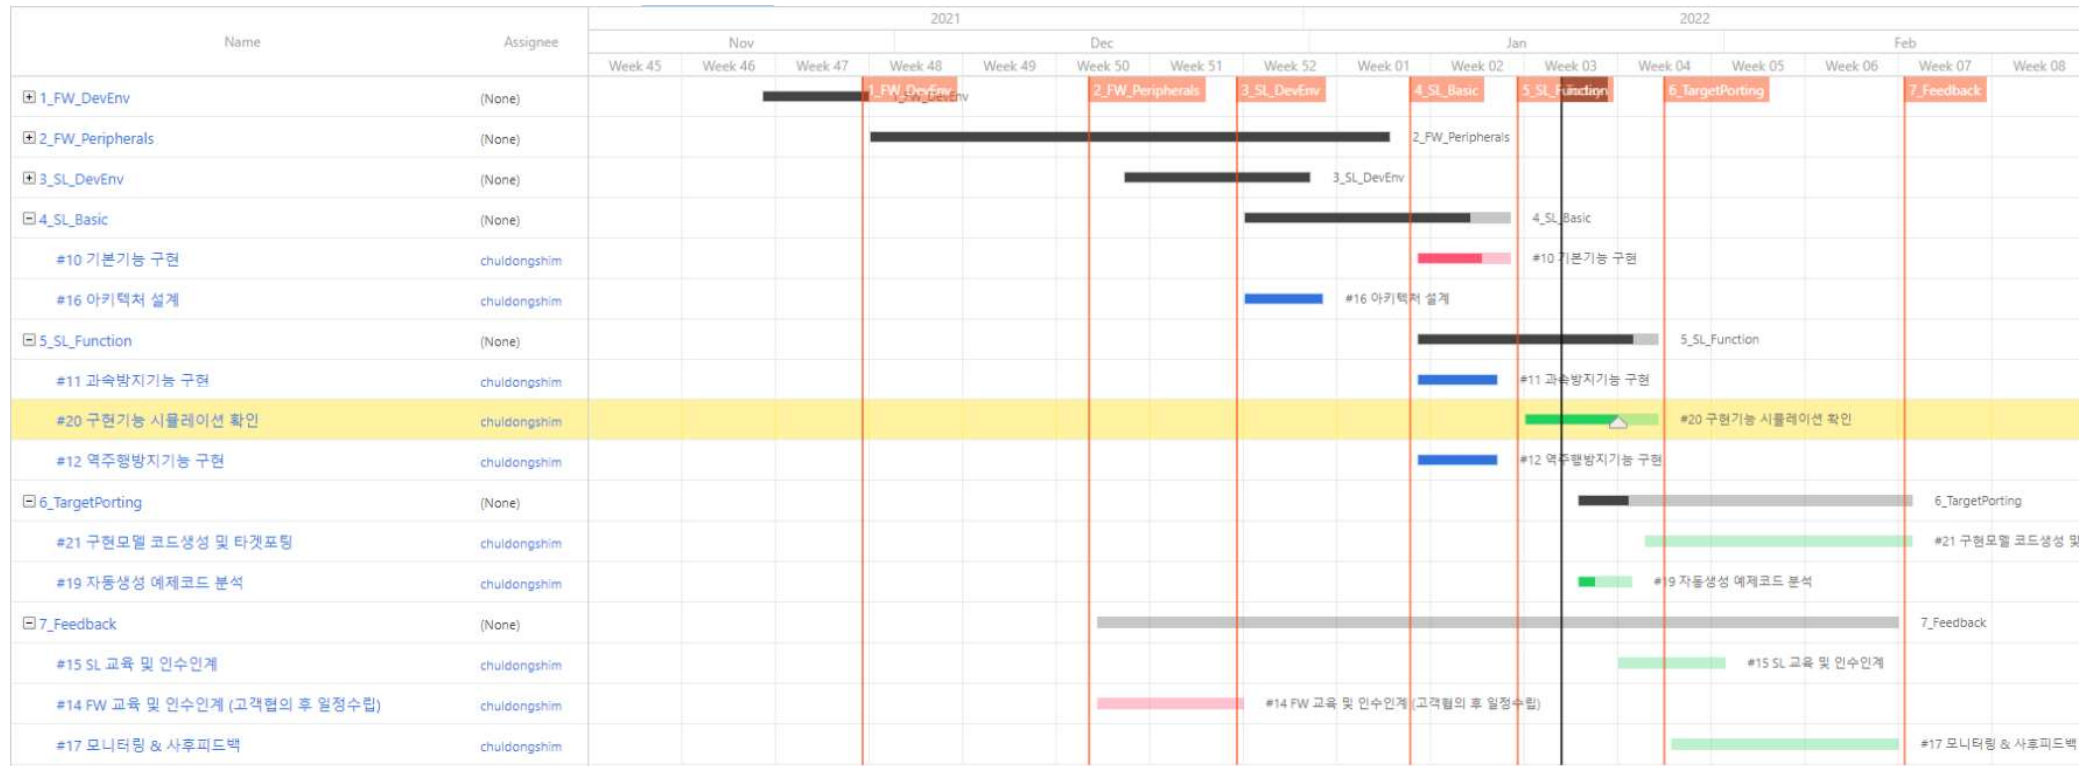 2021 2022
Name Assignee Nov Dec Jan Feb
Week 45 Week 46 Week 47 Week 48 Week 49 Week 50 Week 51 Week 52 Week 01 Week 02 Week 03 Week 04 Week 05 Week 06 Week 07 Week 08
1_FW_DevEnv 2_FW_Peripherals 3_SL_DevEnv 4_SL_Basic 5_SL_Function 6_TargetPorting 7_Feedback
1_FW_DevEnv (None) 1_FW_DevEnv
2_FW_Peripherals (None) 2_FW_Peripherals
3_SL_DevEnv (None) 3_SL_DevEnv
4_SL_Basic (None) 4_SL_Basic
#10 기본기능 구현 chuldongshim #10 기본기능 구현
#16 아키텍처 설계 chuldongshim #16 아키텍처 설계
5_SL_Function (None) 5_SL_Function
#11 과속방지기능 구현 chuldongshim #11 과속방지기능 구현
#20 구현기능 시뮬레이션 확인 chuldongshim #20 구현기능 시뮬레이션 확인
#12 역주행방지기능 구현 chuldongshim #12 역주행방지기능 구현
6_TargetPorting (None) 6_TargetPorting
#21 구현모델 코드생성 및 타겟포팅 chuldongshim #21 구현모델 코드생성 및
#19 자동생성 예제코드 분석 chuldongshim #19 자동생성 예제코드 분석
7_Feedback (None) 7_Feedback
#15 SL 교육 및 인수인계 chuldongshim #15 SL 교육 및 인수인계
#14 FW 교육 및 인수인계 (고객협의 후 일정수립) chuldongshim #14 FW 교육 및 인수인계 (고객협의 후 일정수립)
#17 모니터링 & 사후피드백 chuldongshim #17 모니터링 & 사후피드백